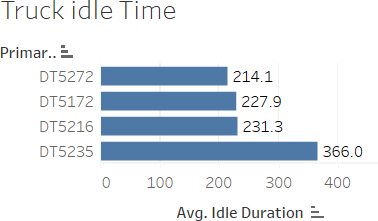 Truck idle Time
Primar..
DT5272 214.1
DT5172 227.9
DT5216 231.3
DT5235 366.0
0 100 200 300 400
Avg. Idle Duration